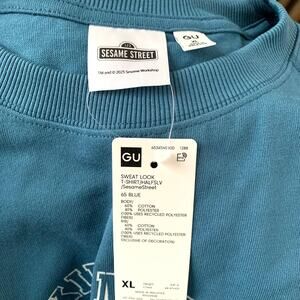 SESAME STREET
TM and © 2025 Sesame Workshop
GU
XL
GU
SWEAT LOOK
T-SHIRT/HALFSLV
/SesameStreet
65 BLUE
BODY/
60% COTTON
40% POLYESTER
(100% USES RECYCLED POLYESTER
FIBER)
RIB/
60% COTTON
40% POLYESTER
(100% USES RECYCLED POLYESTER
FIBER)
EXCLUSIVE OF DECORATION
XL